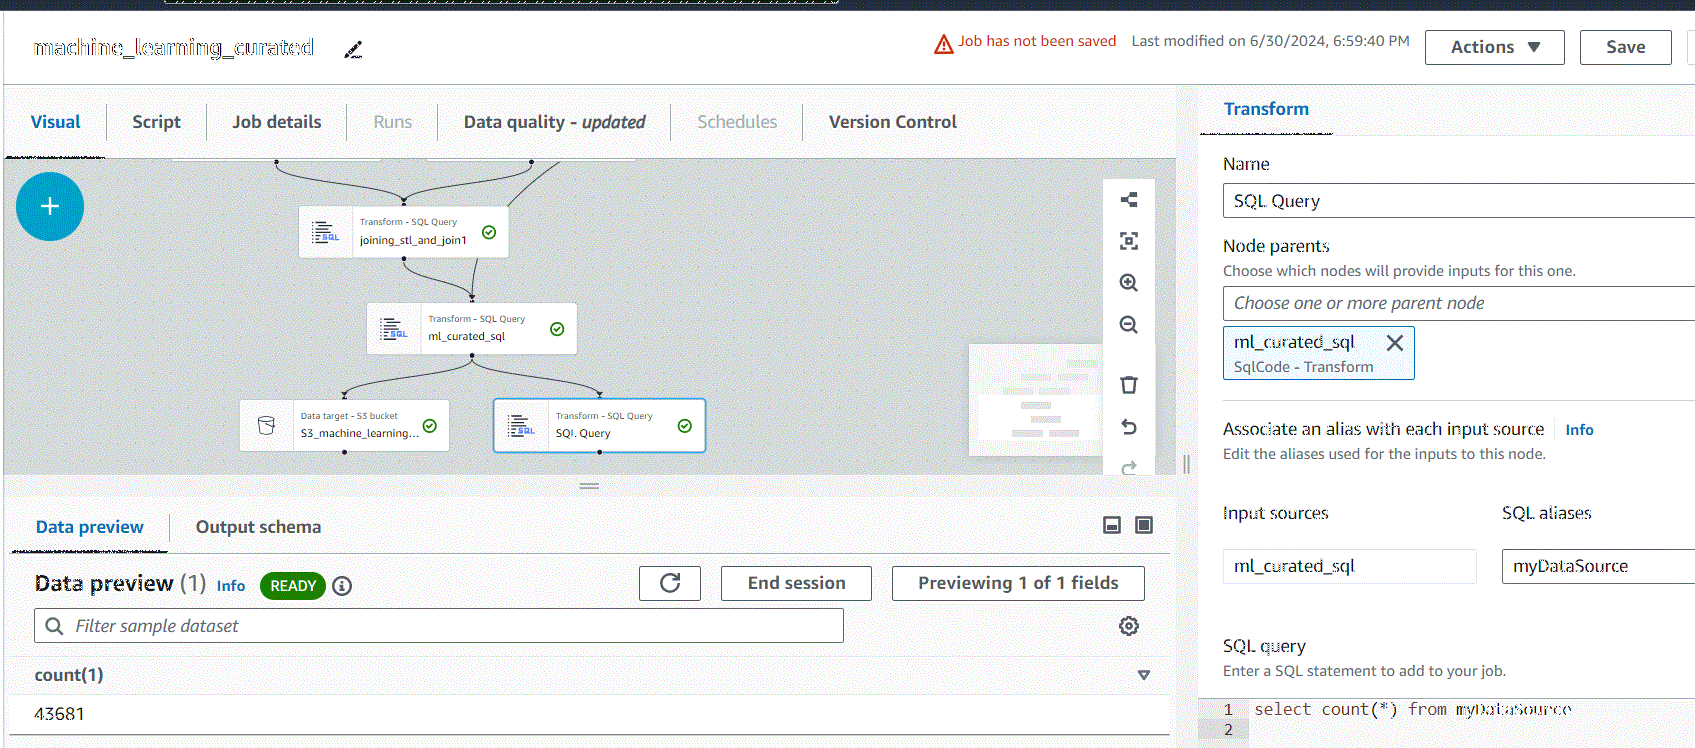 machine_learning_curated
Job has not been saved
Last modified on 6/30/2024, 6:59:40 PM
Actions
Save
Visual
Script
Job details
Runs
Data quality - updated
Schedules
Version Control
Transform - SQL Query
joining_stl_and_join1
Transform - SQL Query
ml_curated_sql
Data target - S3 bucket
S3_machine_learning...
Transform - SQL Query
SQL Query
Data preview
Output schema
Data preview (1) Info READY
End session
Previewing 1 of 1 fields
Filter sample dataset
count(1)
43681
Transform
Name
SQL Query
Node parents
Choose which nodes will provide inputs for this one.
Choose one or more parent node
ml_curated_sql
SqlCode - Transform
Associate an alias with each input source Info
Edit the aliases used for the inputs to this node.
Input sources
SQL aliases
ml_curated_sql
myDataSource
SQL query
Enter a SQL statement to add to your job.
1 select count(*) from myDataSource
2